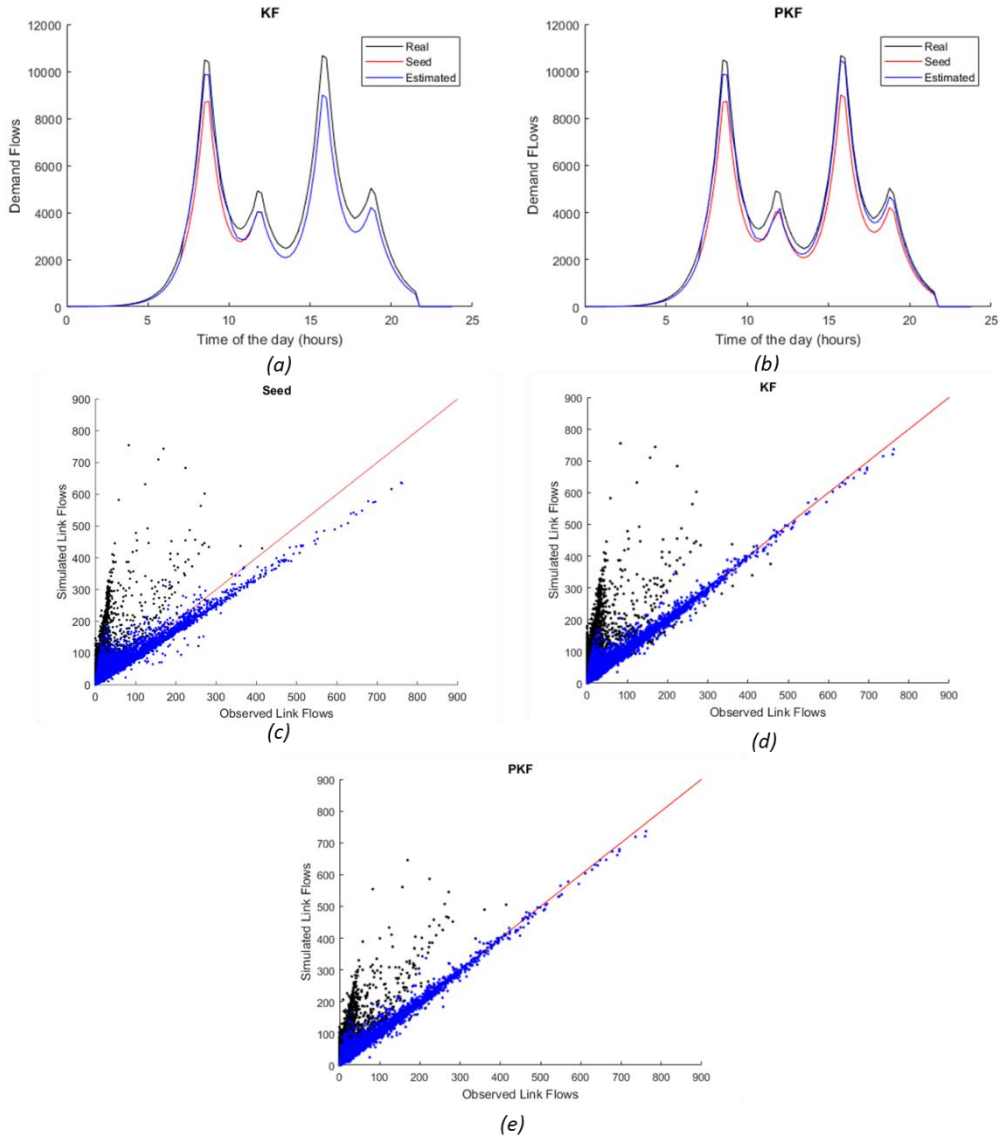 KF
12000
10000
8000
6000
4000
2000
0
Demand Flows
Real
Seed
Estimated
0 5 10 15 20 25
Time of the day (hours)
(a)
PKF
12000
10000
8000
6000
4000
2000
0
Demand FLows
Real
Seed
Estimated
0 5 10 15 20 25
Time of the day (hours)
(b)
Seed
900
800
700
600
500
400
300
200
100
0
Simulated Link Flows
0 100 200 300 400 500 600 700 800 900
Observed Link Flows
(c)
KF
900
800
700
600
500
400
300
200
100
0
Simulated Link Flows
0 100 200 300 400 500 600 700 800 900
Observed Link Flows
(d)
PKF
900
800
700
600
500
400
300
200
100
0
Simulated Link Flows
0 100 200 300 400 500 600 700 800 900
Observed Link Flows
(e)